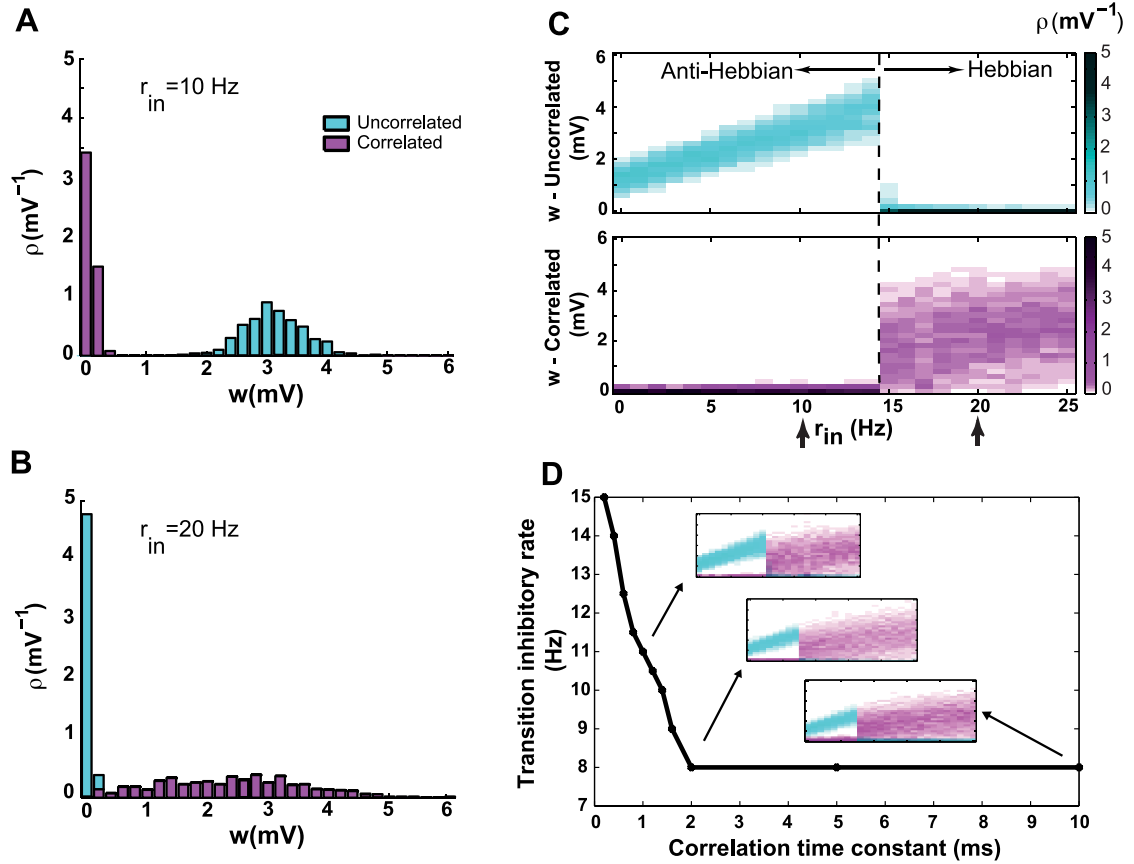 A
5
4
3
2
1
0
ρ (mV⁻¹)
r_in=10 Hz
Uncorrelated
Correlated
0 1 2 3 4 5 6
w(mV)
B
5
4
3
2
1
0
ρ (mV⁻¹)
r_in=20 Hz
0 1 2 3 4 5 6
w(mV)
C
ρ (mV⁻¹)
Anti-Hebbian
Hebbian
w - Uncorrelated
(mV)
6
4
2
0
5
4
3
2
1
0
w - Correlated
(mV)
6
4
2
0
5
4
3
2
1
0
0 5 10 15 20 25
r_in (Hz)
D
Transition inhibitory rate
(Hz)
15
14
13
12
11
10
9
8
7
0 1 2 3 4 5 6 7 8 9 10
Correlation time constant (ms)